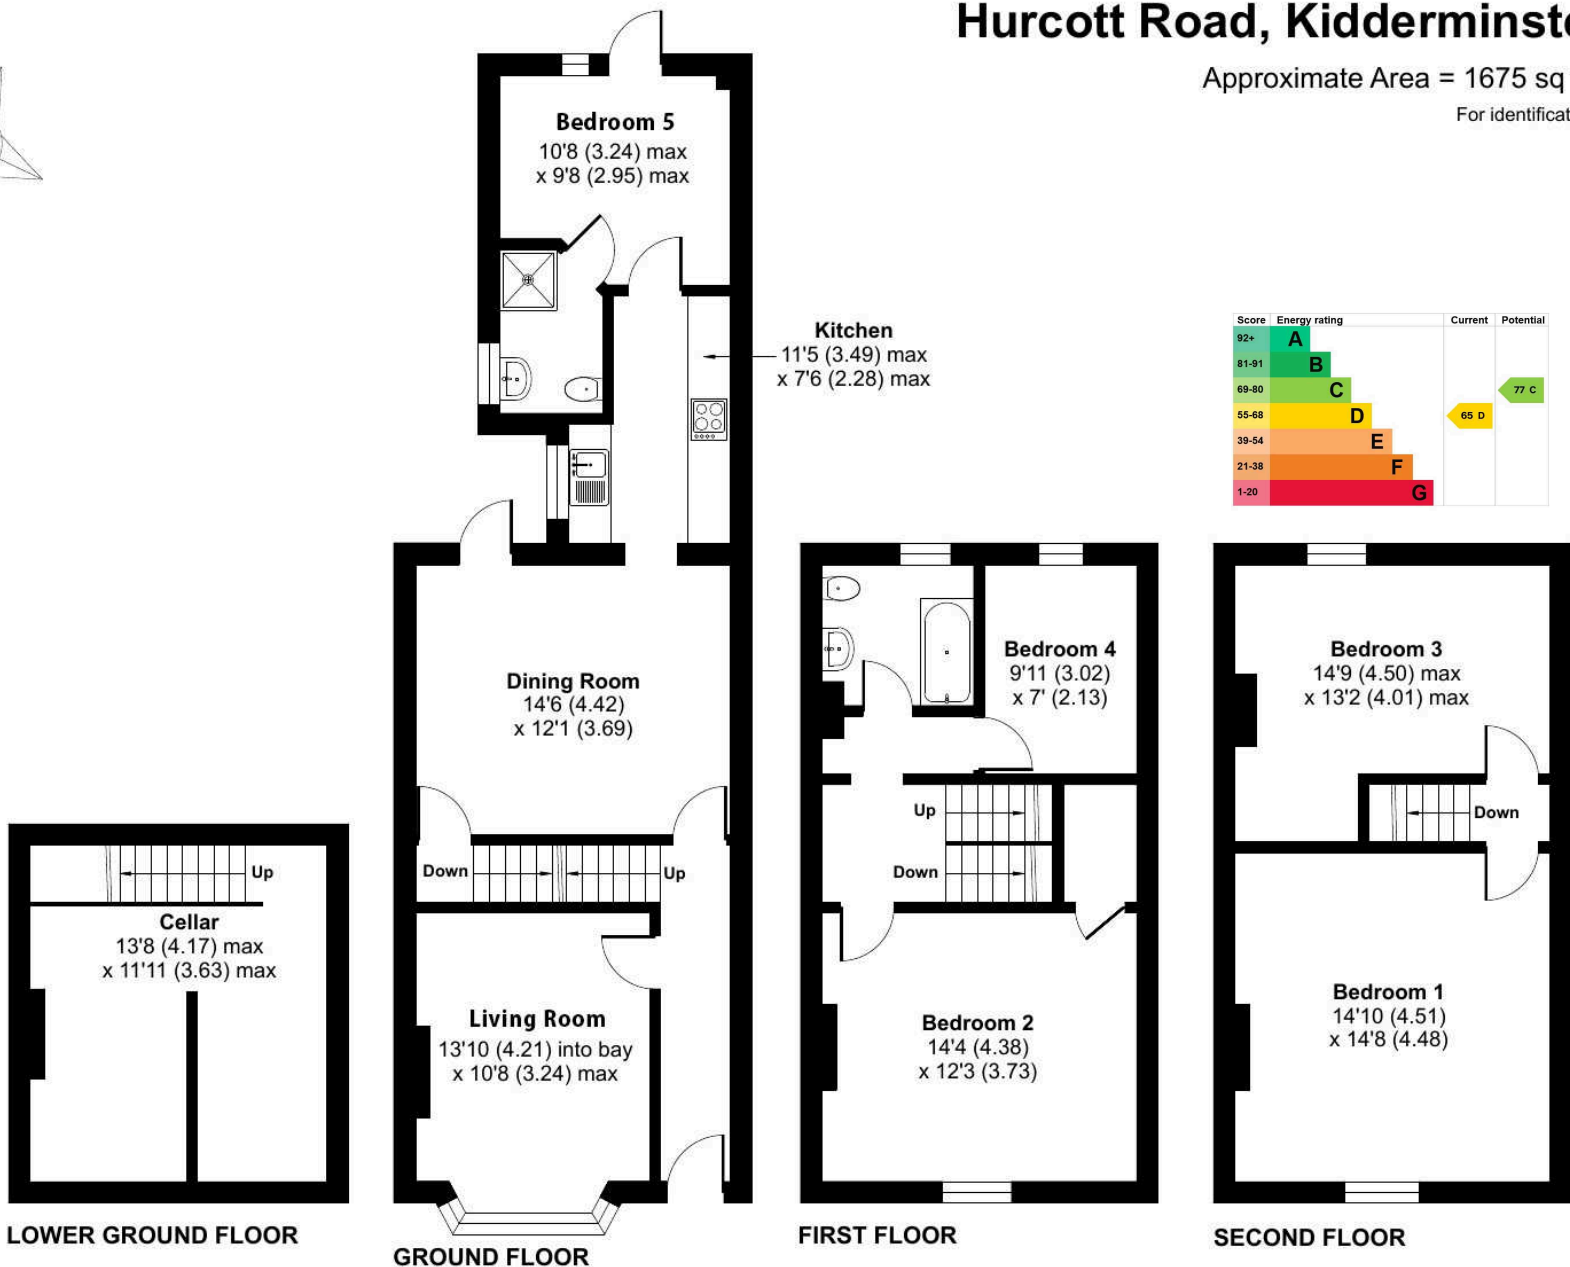 Hurcott Road, Kidderminste
Approximate Area = 1675 sq
For identificat
Bedroom 5
10'8 (3.24) max
x 9'8 (2.95) max
Kitchen
11'5 (3.49) max
x 7'6 (2.28) max
Score Energy rating Current Potential
92+ A
81-91 B
69-80 C 77 C
55-68 D 65 D
39-54 E
21-38 F
1-20 G
Dining Room
14'6 (4.42)
x 12'1 (3.69)
Down
Up
Living Room
13'10 (4.21) into bay
x 10'8 (3.24) max
GROUND FLOOR
Up
Cellar
13'8 (4.17) max
x 11'11 (3.63) max
LOWER GROUND FLOOR
Bedroom 4
9'11 (3.02)
x 7' (2.13)
Up
Down
Bedroom 2
14'4 (4.38)
x 12'3 (3.73)
FIRST FLOOR
Bedroom 3
14'9 (4.50) max
x 13'2 (4.01) max
Down
Bedroom 1
14'10 (4.51)
x 14'8 (4.48)
SECOND FLOOR